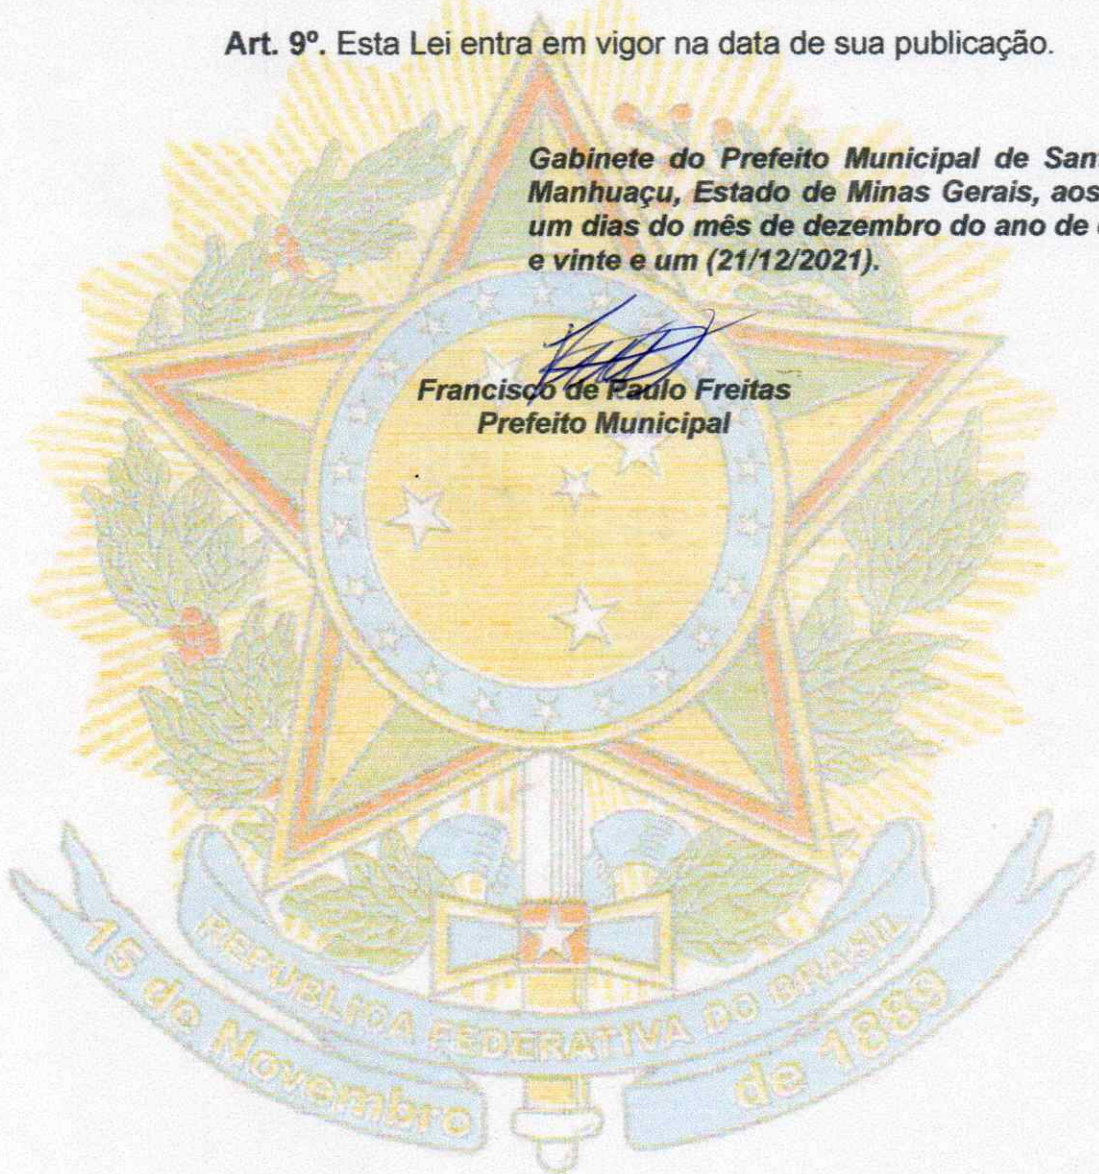 Art. 9º. Esta Lei entra em vigor na data de sua publicação.
Gabinete do Prefeito Municipal de San
Manhuaçu, Estado de Minas Gerais, aos
um dias do mês de dezembro do ano de
e vinte e um (21/12/2021).
Francisco de Paulo Freitas
Prefeito Municipal
REPUBLICA FEDERATIVA DO BRASIL
15 de Novembro
de 1889